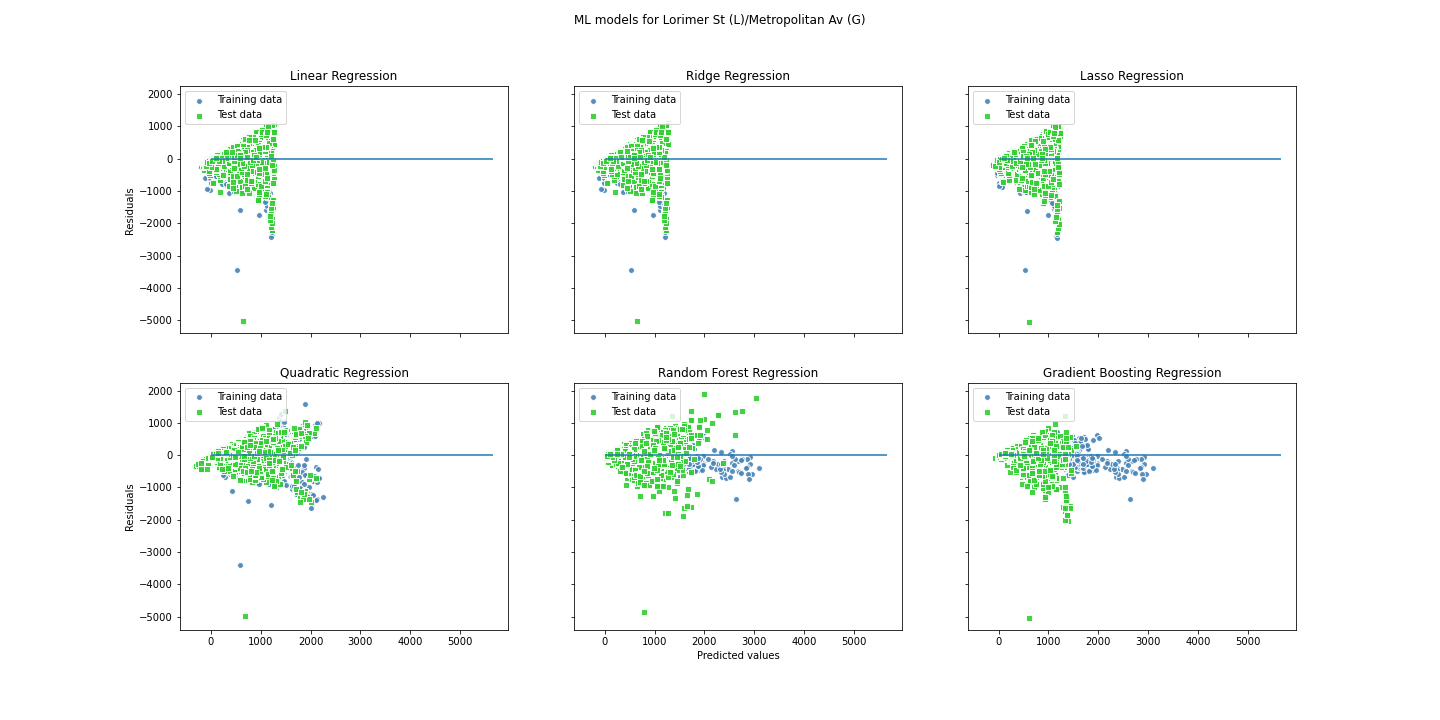 ML models for Lorimer St (L)/Metropolitan Av (G)
Linear Regression
Ridge Regression
Lasso Regression
Training data
Test data
Training data
Test data
Training data
Test data
2000
1000
0
−1000
−2000
−3000
−4000
−5000
Residuals
Quadratic Regression
Random Forest Regression
Gradient Boosting Regression
Training data
Test data
Training data
Test data
Training data
Test data
2000
1000
0
−1000
−2000
−3000
−4000
−5000
Residuals
0 1000 2000 3000 4000 5000
0 1000 2000 3000 4000 5000
0 1000 2000 3000 4000 5000
Predicted values